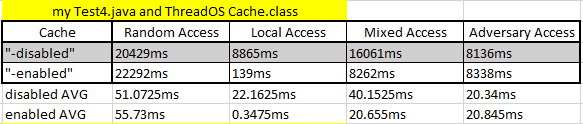 my Test4.java and ThreadOS Cache.class
Cache Random Access Local Access Mixed Access Adversary Access
"-disabled" 20429ms 8865ms 16061ms 8136ms
"-enabled" 22292ms 139ms 8262ms 8338ms
disabled AVG 51.0725ms 22.1625ms 40.1525ms 20.34ms
enabled AVG 55.73ms 0.3475ms 20.655ms 20.845ms